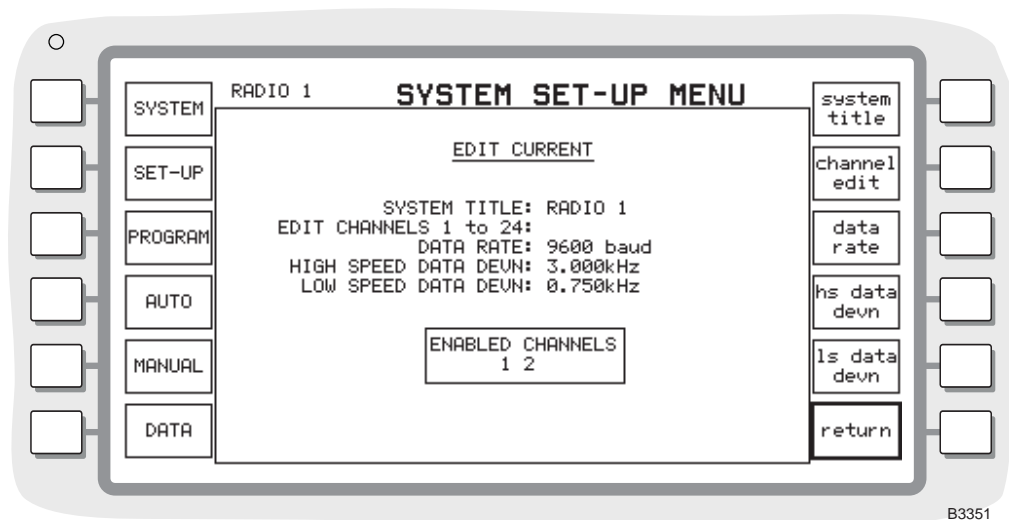 RADIO 1
SYSTEM SET-UP MENU
SYSTEM
SET-UP
PROGRAM
AUTO
MANUAL
DATA
EDIT CURRENT
SYSTEM TITLE: RADIO 1
EDIT CHANNELS 1 to 24:
DATA RATE: 9600 baud
HIGH SPEED DATA DEVN: 3.000kHz
LOW SPEED DATA DEVN: 0.750kHz
ENABLED CHANNELS
1 2
system
title
channel
edit
data
rate
hs data
devn
ls data
devn
return
B3351